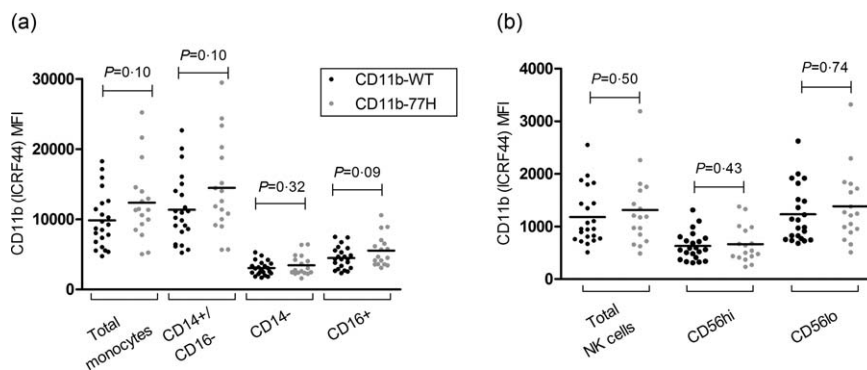 (a)
CD11b (ICRF44) MFI
30000
20000
10000
0
P=0·10
P=0·10
P=0·32
P=0·09
CD11b-WT
CD11b-77H
Total
monocytes
CD14+/
CD16-
CD14-
CD16+
(b)
CD11b (ICRF44) MFI
4000
3000
2000
1000
0
P=0·50
P=0·43
P=0·74
Total
NK cells
CD56hi
CD56lo